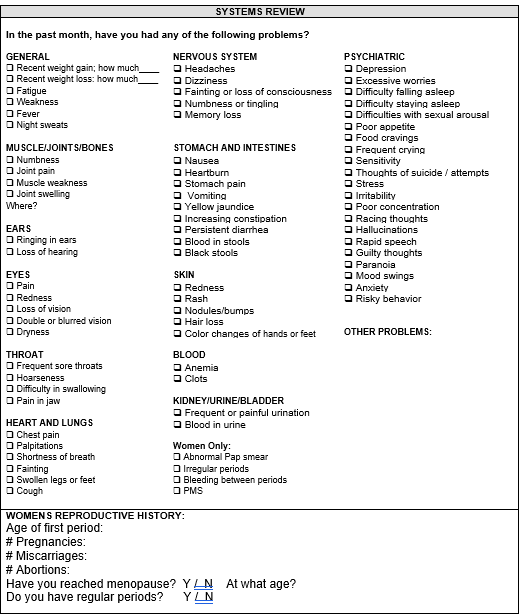 SYSTEMS REVIEW
In the past month, have you had any of the following problems?
GENERAL
☐ Recent weight gain; how much____
☐ Recent weight loss: how much____
☐ Fatigue
☐ Weakness
☐ Fever
☐ Night sweats
MUSCLE/JOINTS/BONES
☐ Numbness
☐ Joint pain
☐ Muscle weakness
☐ Joint swelling
Where?
EARS
☐ Ringing in ears
☐ Loss of hearing
EYES
☐ Pain
☐ Redness
☐ Loss of vision
☐ Double or blurred vision
☐ Dryness
THROAT
☐ Frequent sore throats
☐ Hoarseness
☐ Difficulty in swallowing
☐ Pain in jaw
HEART AND LUNGS
☐ Chest pain
☐ Palpitations
☐ Shortness of breath
☐ Fainting
☐ Swollen legs or feet
☐ Cough
NERVOUS SYSTEM
☐ Headaches
☐ Dizziness
☐ Fainting or loss of consciousness
☐ Numbness or tingling
☐ Memory loss
STOMACH AND INTESTINES
☐ Nausea
☐ Heartburn
☐ Stomach pain
☐ Vomiting
☐ Yellow jaundice
☐ Increasing constipation
☐ Persistent diarrhea
☐ Blood in stools
☐ Black stools
SKIN
☐ Redness
☐ Rash
☐ Nodules/bumps
☐ Hair loss
☐ Color changes of hands or feet
BLOOD
☐ Anemia
☐ Clots
KIDNEY/URINE/BLADDER
☐ Frequent or painful urination
☐ Blood in urine
Women Only:
☐ Abnormal Pap smear
☐ Irregular periods
☐ Bleeding between periods
☐ PMS
PSYCHIATRIC
☐ Depression
☐ Excessive worries
☐ Difficulty falling asleep
☐ Difficulty staying asleep
☐ Difficulties with sexual arousal
☐ Poor appetite
☐ Food cravings
☐ Frequent crying
☐ Sensitivity
☐ Thoughts of suicide / attempts
☐ Stress
☐ Irritability
☐ Poor concentration
☐ Racing thoughts
☐ Hallucinations
☐ Rapid speech
☐ Guilty thoughts
☐ Paranoia
☐ Mood swings
☐ Anxiety
☐ Risky behavior
OTHER PROBLEMS:
WOMENS REPRODUCTIVE HISTORY:
Age of first period:
# Pregnancies:
# Miscarriages:
# Abortions:
Have you reached menopause? Y / N At what age?
Do you have regular periods? Y / N